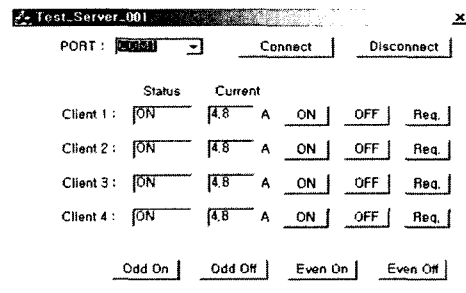 Test_Server_001
PORT : Connect Disconnect
Status Current
Client 1 : ON 4.8 A ON OFF Req.
Client 2 : ON 4.8 A ON OFF Req.
Client 3 : ON 4.8 A ON OFF Req.
Client 4 : ON 4.8 A ON OFF Req.
Odd On Odd Off Even On Even Off